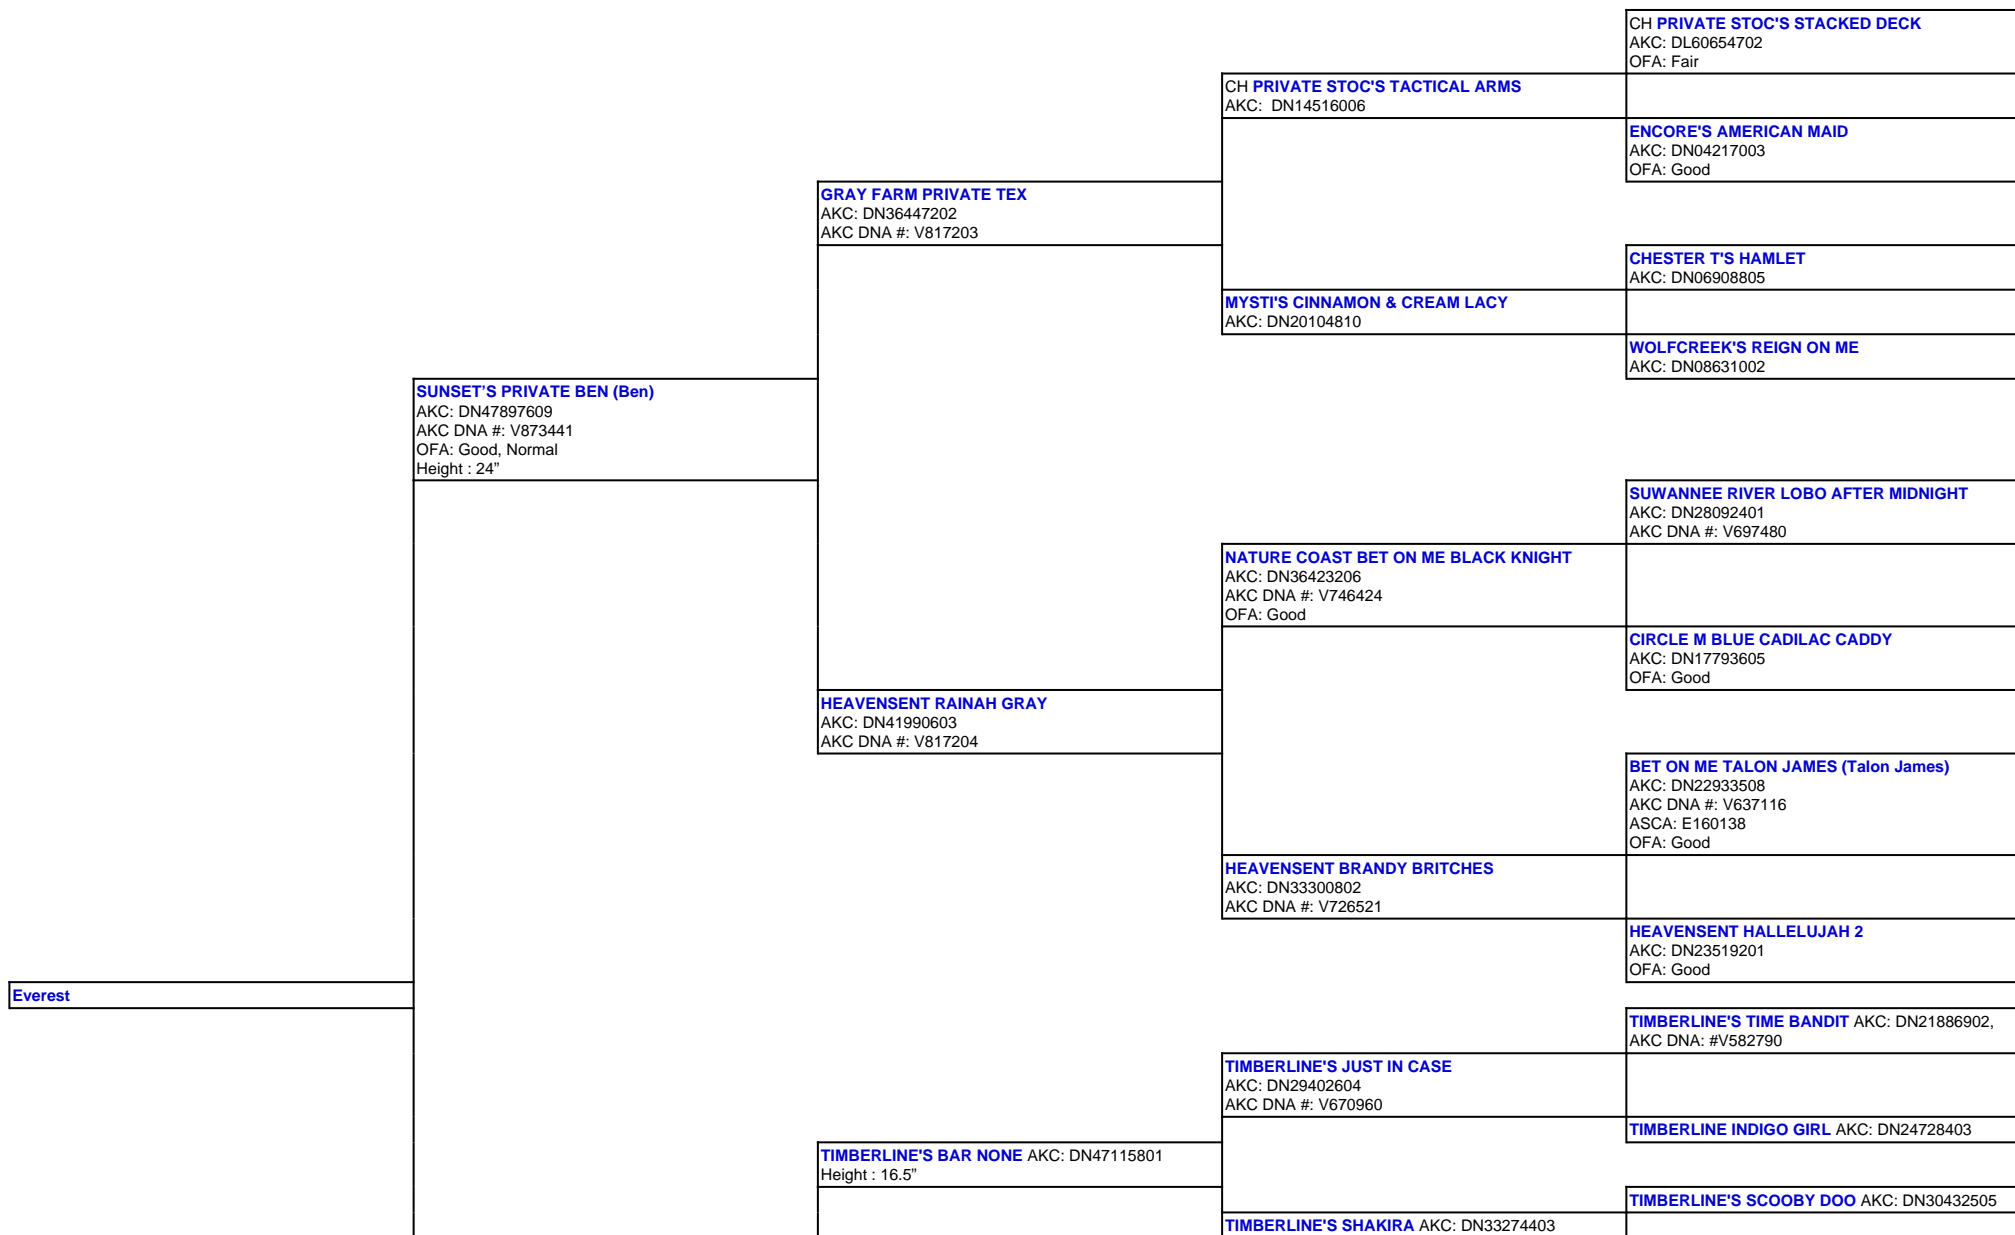 CH PRIVATE STOC'S STACKED DECK
AKC: DL60654702
OFA: Fair
CH PRIVATE STOC'S TACTICAL ARMS
AKC: DN14516006
ENCORE'S AMERICAN MAID
AKC: DN04217003
OFA: Good
GRAY FARM PRIVATE TEX
AKC: DN36447202
AKC DNA #: V817203
CHESTER T'S HAMLET
AKC: DN06908805
MYSTI'S CINNAMON & CREAM LACY
AKC: DN20104810
WOLFCREEK'S REIGN ON ME
AKC: DN08631002
SUNSET’S PRIVATE BEN (Ben)
AKC: DN47897609
AKC DNA #: V873441
OFA: Good, Normal
Height : 24”
SUWANNEE RIVER LOBO AFTER MIDNIGHT
AKC: DN28092401
AKC DNA #: V697480
NATURE COAST BET ON ME BLACK KNIGHT
AKC: DN36423206
AKC DNA #: V746424
OFA: Good
CIRCLE M BLUE CADILAC CADDY
AKC: DN17793605
OFA: Good
HEAVENSENT RAINAH GRAY
AKC: DN41990603
AKC DNA #: V817204
BET ON ME TALON JAMES (Talon James)
AKC: DN22933508
AKC DNA #: V637116
ASCA: E160138
OFA: Good
HEAVENSENT BRANDY BRITCHES
AKC: DN33300802
AKC DNA #: V726521
HEAVENSENT HALLELUJAH 2
AKC: DN23519201
OFA: Good
Everest
TIMBERLINE'S TIME BANDIT AKC: DN21886902,
AKC DNA: #V582790
TIMBERLINE'S JUST IN CASE
AKC: DN29402604
AKC DNA #: V670960
TIMBERLINE INDIGO GIRL AKC: DN24728403
TIMBERLINE'S BAR NONE AKC: DN47115801
Height : 16.5”
TIMBERLINE'S SCOOBY DOO AKC: DN30432505
TIMBERLINE'S SHAKIRA AKC: DN33274403